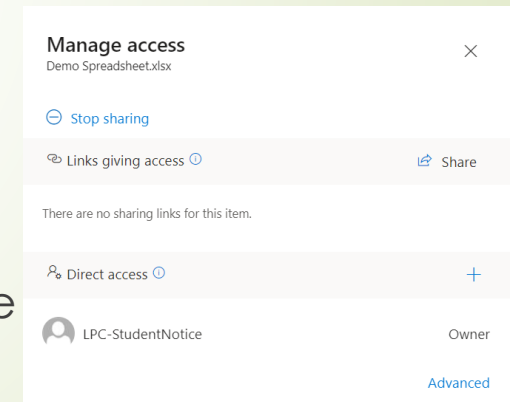 Manage access
Demo Spreadsheet.xlsx
Stop sharing
Links giving access
Share
There are no sharing links for this item.
Direct access
e
LPC-StudentNotice
Owner
Advanced